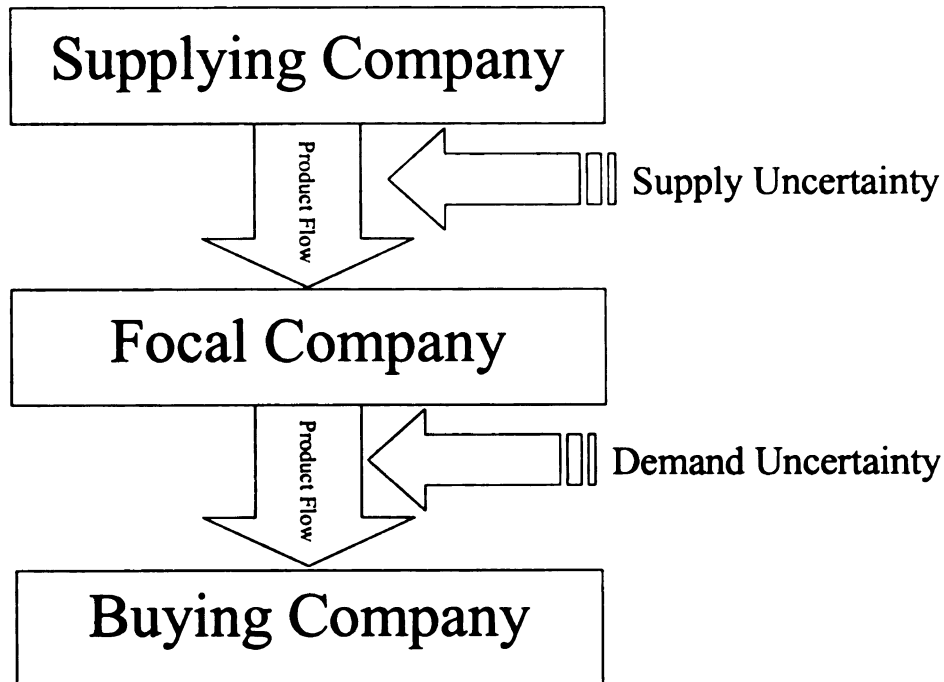 Supplying Company
Product Flow
Supply Uncertainty
Focal Company
Product Flow
Demand Uncertainty
Buying Company